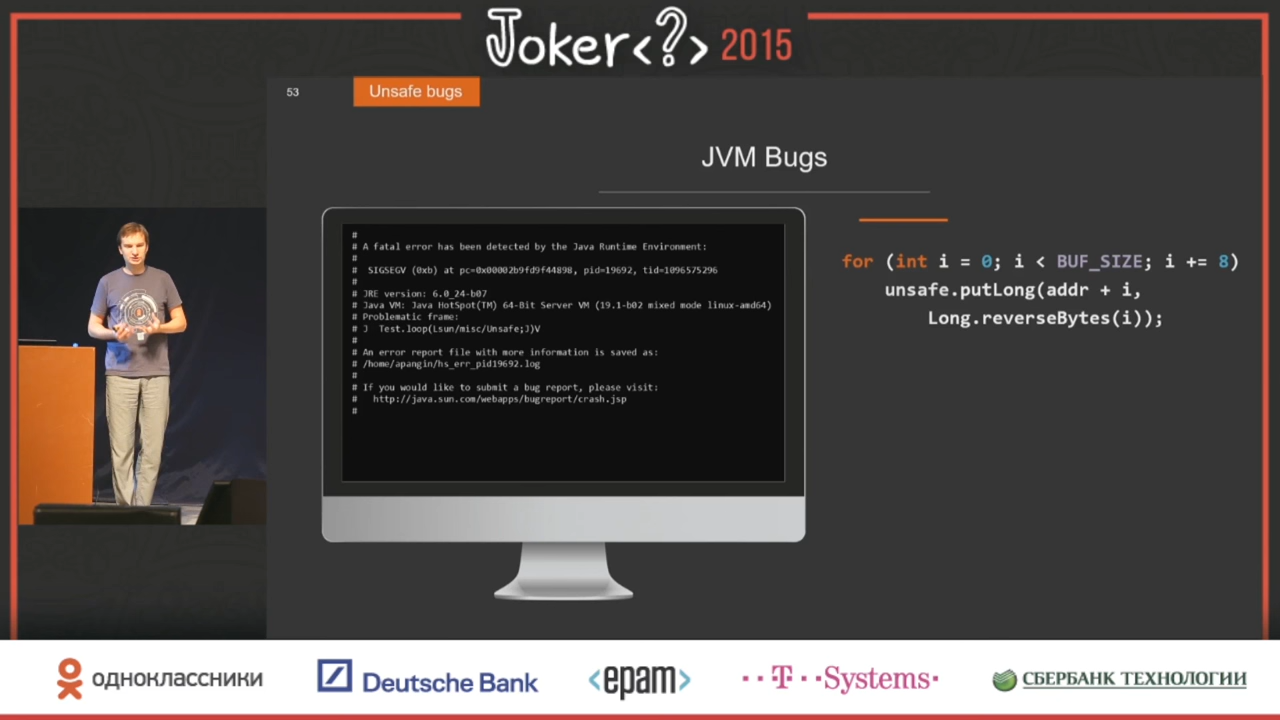 Joker<?> 2015
53
Unsafe bugs
JVM Bugs
#
# A fatal error has been detected by the Java Runtime Environment:
#
#  SIGSEGV (0xb) at pc=0x00002b9fd9f44898, pid=19692, tid=1096575296
#
# JRE version: 6.0_24-b07
# Java VM: Java HotSpot(TM) 64-Bit Server VM (19.1-b02 mixed mode linux-amd64)
# Problematic frame:
# J  Test.loop(Lsun/misc/Unsafe;J)V
#
# An error report file with more information is saved as:
# /home/apangin/hs_err_pid19692.log
#
# If you would like to submit a bug report, please visit:
#   http://java.sun.com/webapps/bugreport/crash.jsp
#
for (int i = 0; i < BUF_SIZE; i += 8)
unsafe.putLong(addr + i,
Long.reverseBytes(i));
одноклассники
Deutsche Bank
<epam>
··T··Systems·
СБЕРБАНК ТЕХНОЛОГИИ